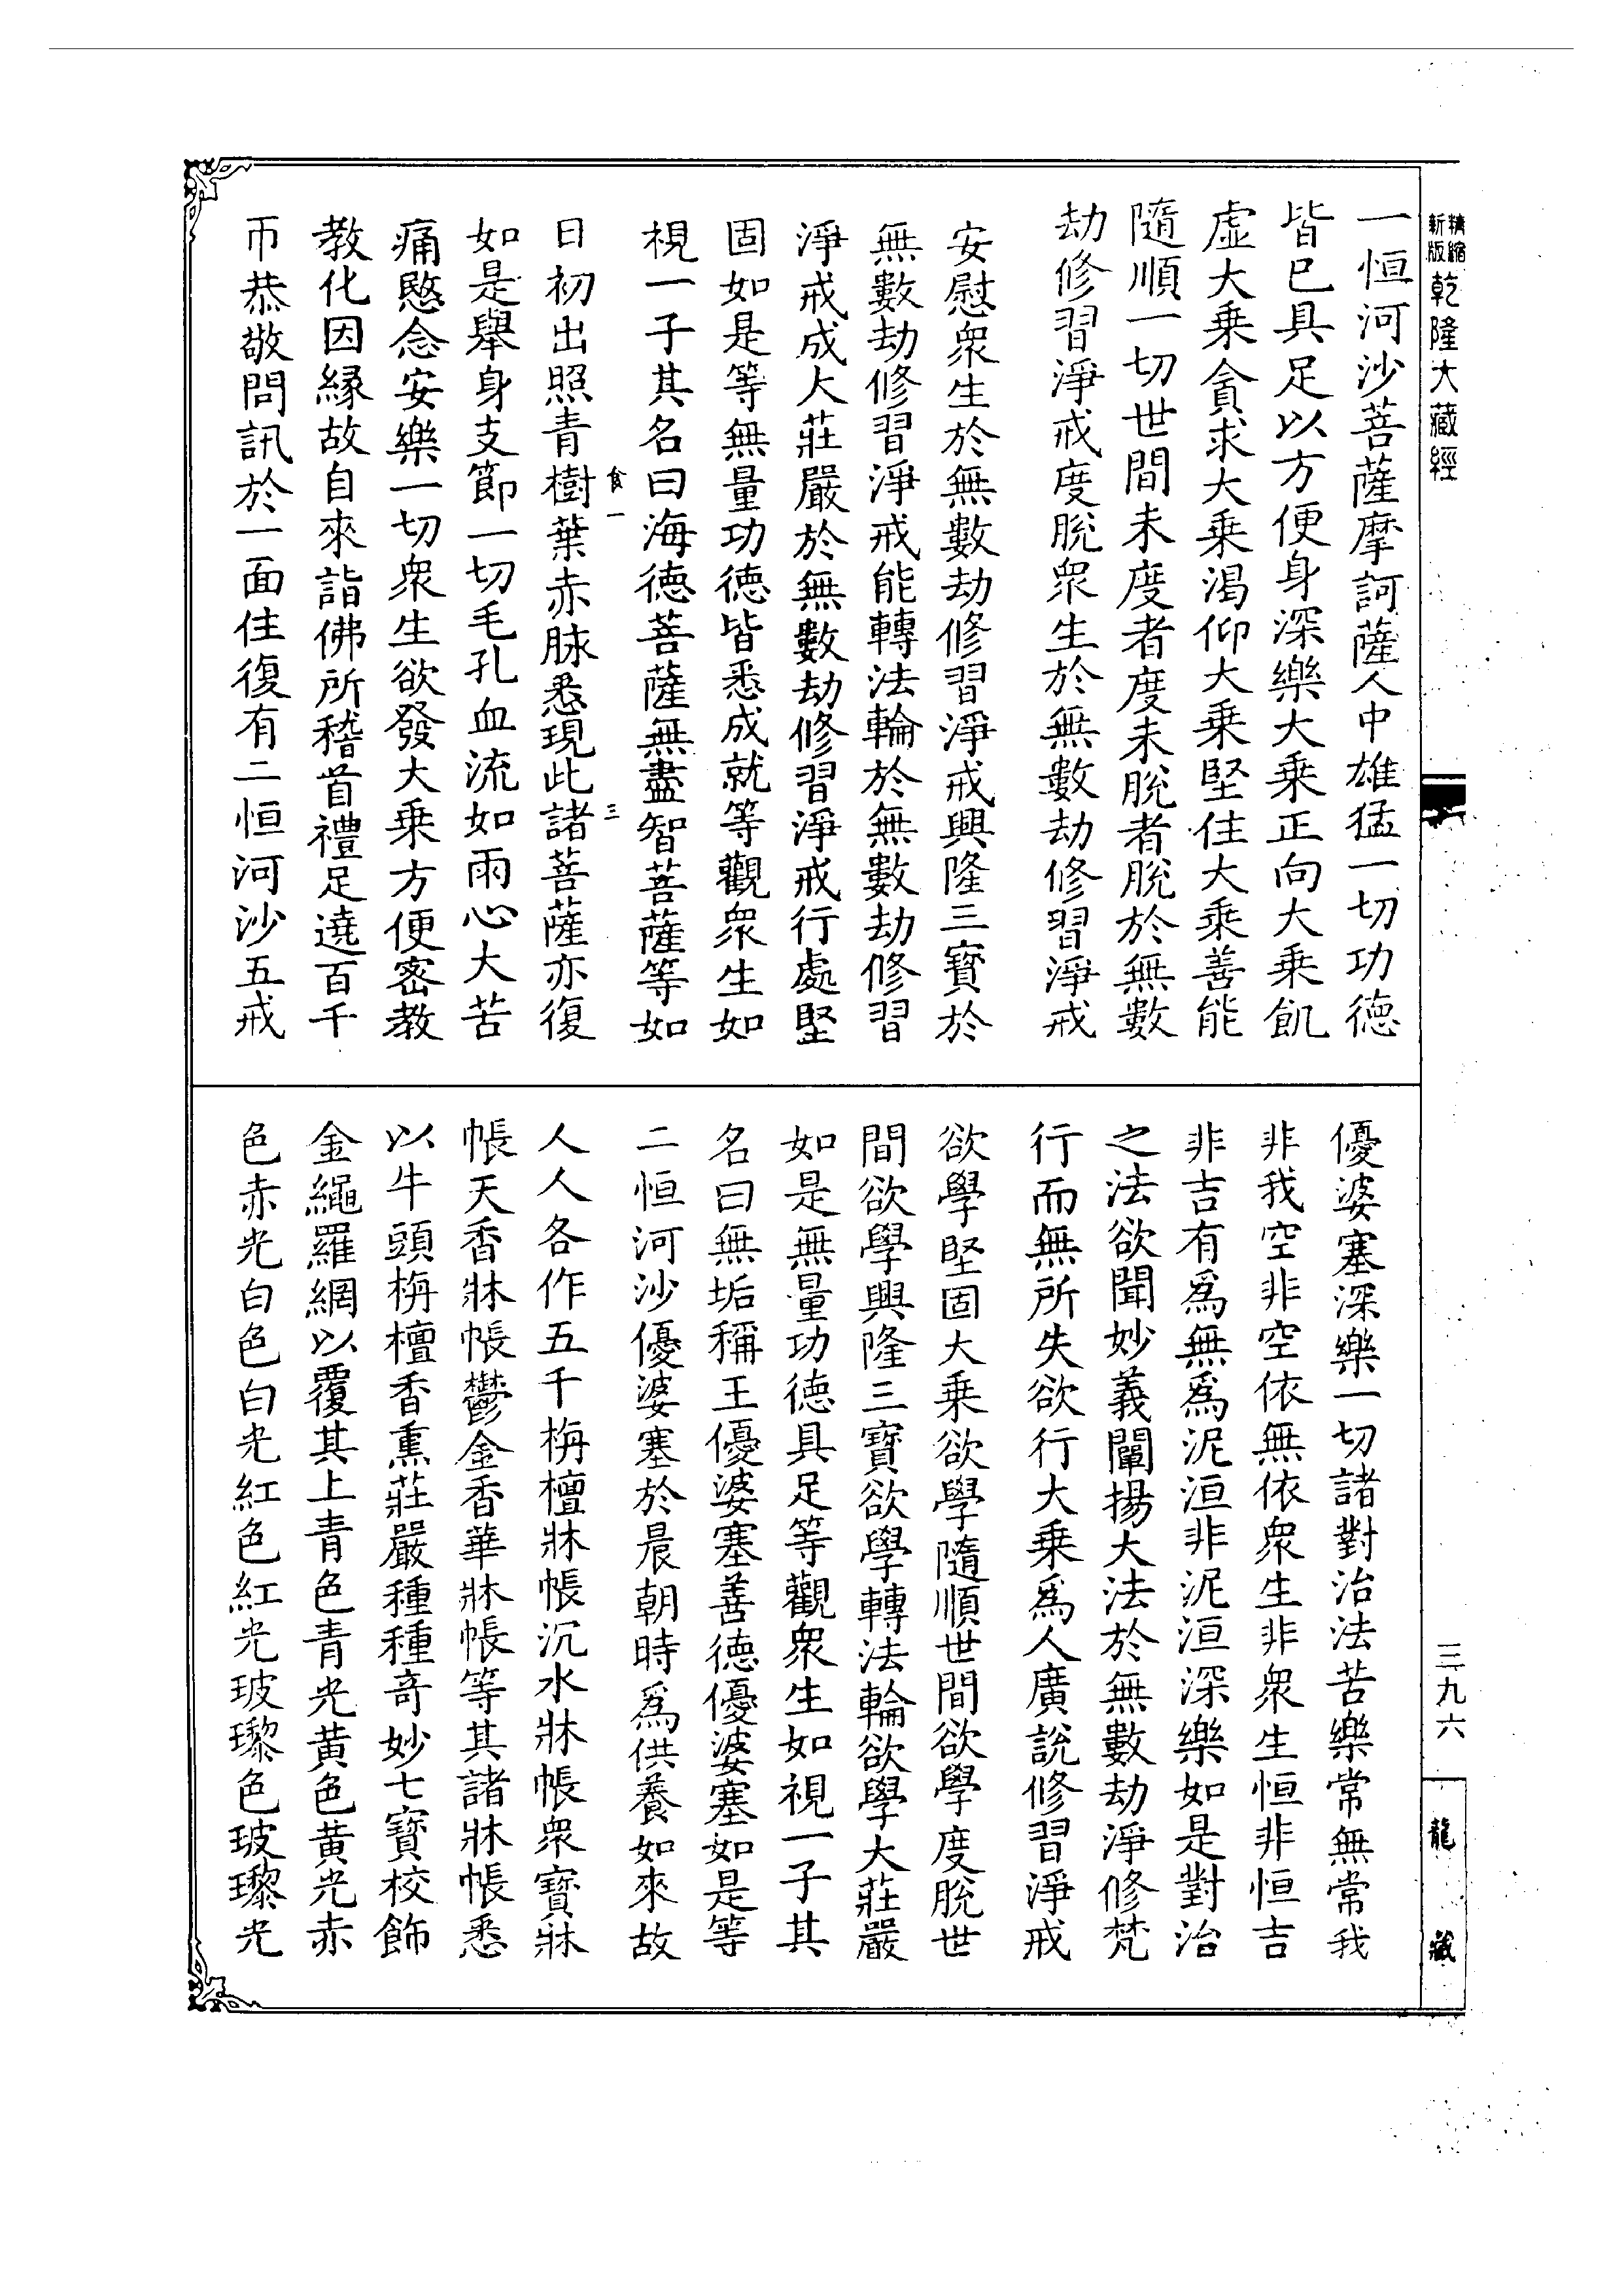 精縮新版乾隆大藏經
一恒河沙菩薩摩訶薩人中雄猛一切功德
皆已具足以方便身深樂大乘正向大乘飢
虛大乘貪求大乘渴仰大乘堅住大乘善能
隨順一切世間未度者度未脫者脫於無數
劫修習淨戒度脫衆生於無數劫修習淨戒
安慰衆生於無數劫修習淨戒興隆三寶於
無數劫修習淨戒能轉法輪於無數劫修習
淨戒成大莊嚴於無數劫修習淨戒行處堅
固如是等無量功德皆悉成就等觀衆生如
視一子其名曰海德菩薩無盡智菩薩等如
食一
三
日初出照青樹葉赤脉悉現此諸菩薩亦復
如是舉身支節一切毛孔血流如雨心大苦
痛愍念安樂一切衆生欲發大乘方便密教
教化因緣故自來詣佛所稽首禮足遶百千
帀恭敬問訊於一面住復有二恒河沙五戒
優婆塞深樂一切諸對治法苦樂常無常我
非我空非空依無依衆生非衆生恒非恒吉
非吉有爲無爲泥洹非泥洹深樂如是對治
之法欲聞妙義闡揚大法於無數劫淨修梵
行而無所失欲行大乘爲人廣說修習淨戒
欲學堅固大乘欲學隨順世間欲學度脫世
間欲學興隆三寶欲學轉法輪欲學大莊嚴
如是無量功德具足等觀衆生如視一子其
名曰無垢稱王優婆塞善德優婆塞如是等
二恒河沙優婆塞於晨朝時爲供養如來故
人人各作五千栴檀牀帳沉水牀帳衆寶牀
帳天香牀帳鬱金香華牀帳等其諸牀帳悉
以牛頭栴檀香熏莊嚴種種奇妙七寶校飾
金繩羅網以覆其上青色青光黃色黃光赤
色赤光白色白光紅色紅光玻瓈色玻瓈光
三九六
龍藏